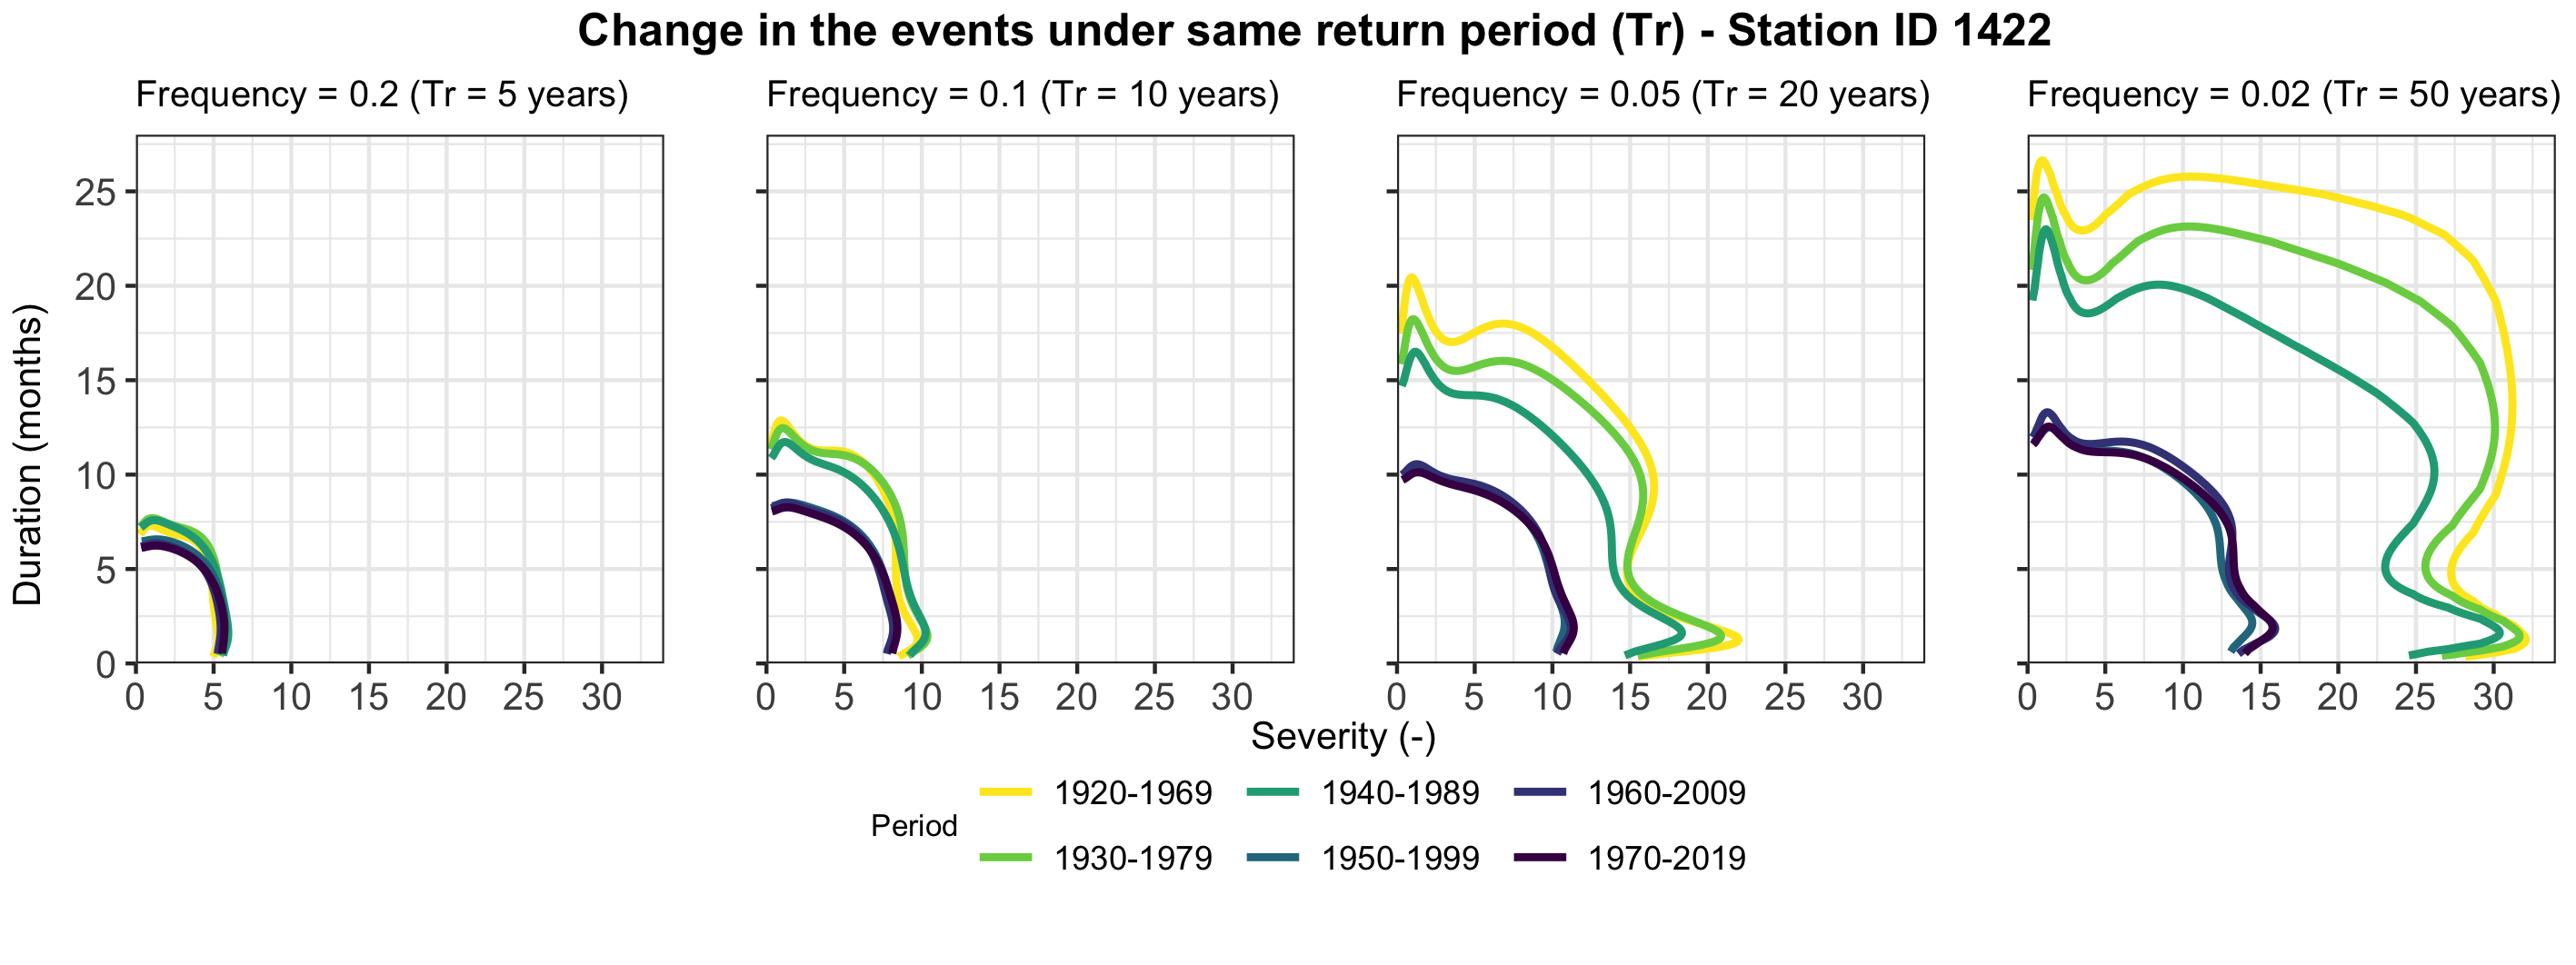 Change in the events under same return period (Tr) - Station ID 1422
Frequency = 0.2 (Tr = 5 years)
Frequency = 0.1 (Tr = 10 years)
Frequency = 0.05 (Tr = 20 years)
Frequency = 0.02 (Tr = 50 years)
Duration (months)
25
20
15
10
5
0
0 5 10 15 20 25 30
0 5 10 15 20 25 30
0 5 10 15 20 25 30
0 5 10 15 20 25 30
Severity (-)
Period
1920-1969 1940-1989 1960-2009
1930-1979 1950-1999 1970-2019